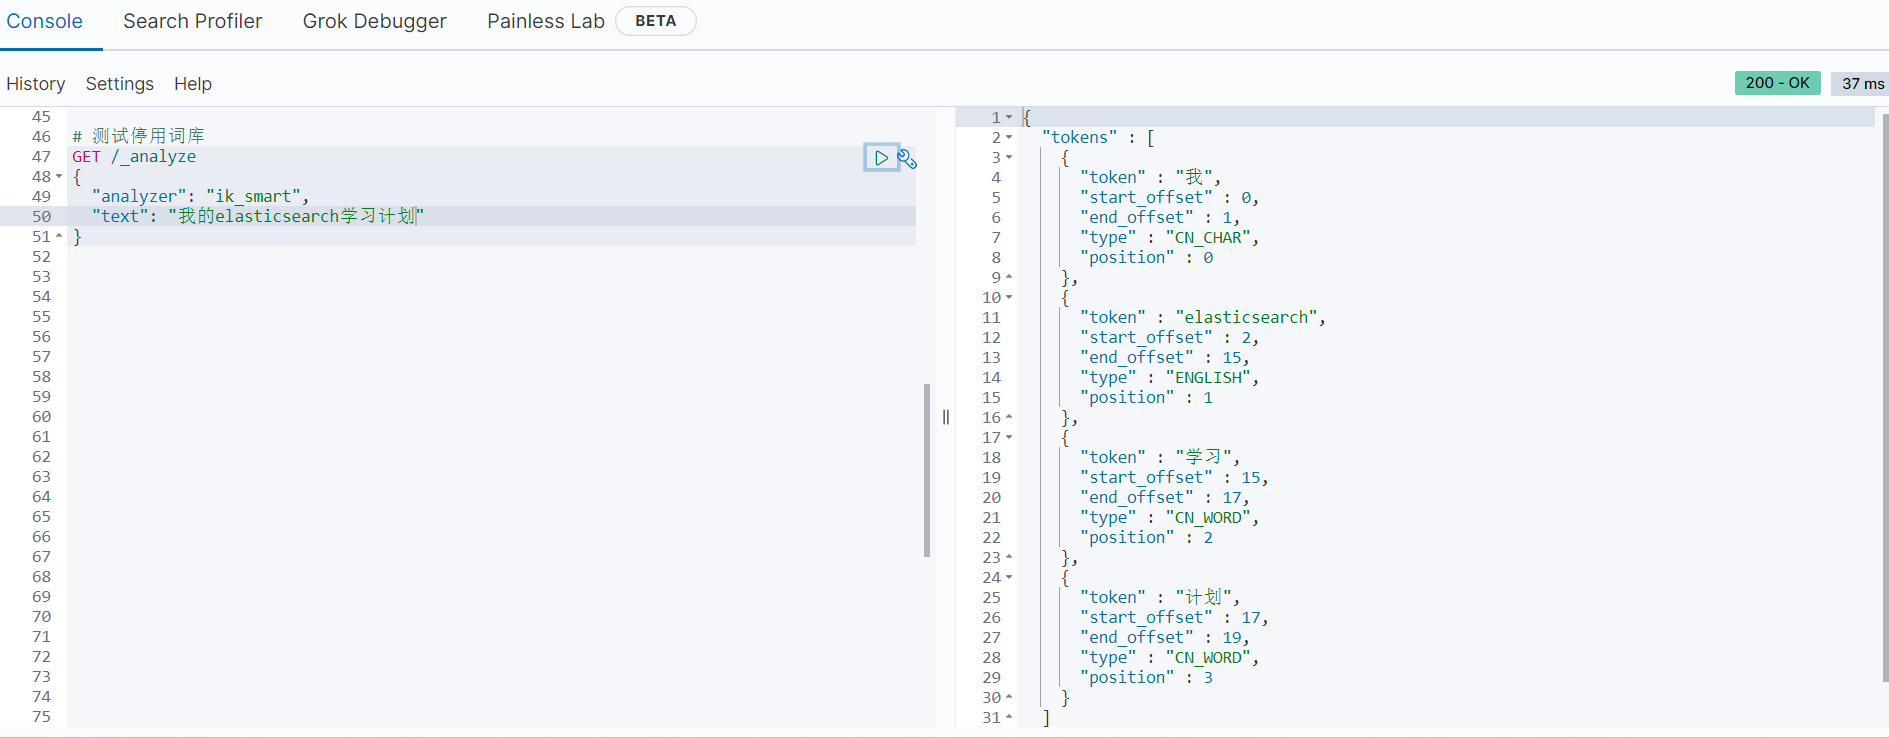 Console Search Profiler Grok Debugger Painless Lab BETA
History Settings Help 200 - OK 37 ms
45
46 # 测试停用词库
47 GET /_analyze
48 {
49 "analyzer": "ik_smart",
50 "text": "我的elasticsearch学习计划"
51 }
52
53
54
55
56
57
58
59
60
61
62
63
64
65
66
67
68
69
70
71
72
73
74
75
1 {
2 "tokens" : [
3 {
4 "token" : "我",
5 "start_offset" : 0,
6 "end_offset" : 1,
7 "type" : "CN_CHAR",
8 "position" : 0
9 },
10 {
11 "token" : "elasticsearch",
12 "start_offset" : 2,
13 "end_offset" : 15,
14 "type" : "ENGLISH",
15 "position" : 1
16 },
17 {
18 "token" : "学习",
19 "start_offset" : 15,
20 "end_offset" : 17,
21 "type" : "CN_WORD",
22 "position" : 2
23 },
24 {
25 "token" : "计划",
26 "start_offset" : 17,
27 "end_offset" : 19,
28 "type" : "CN_WORD",
29 "position" : 3
30 }
31 ]